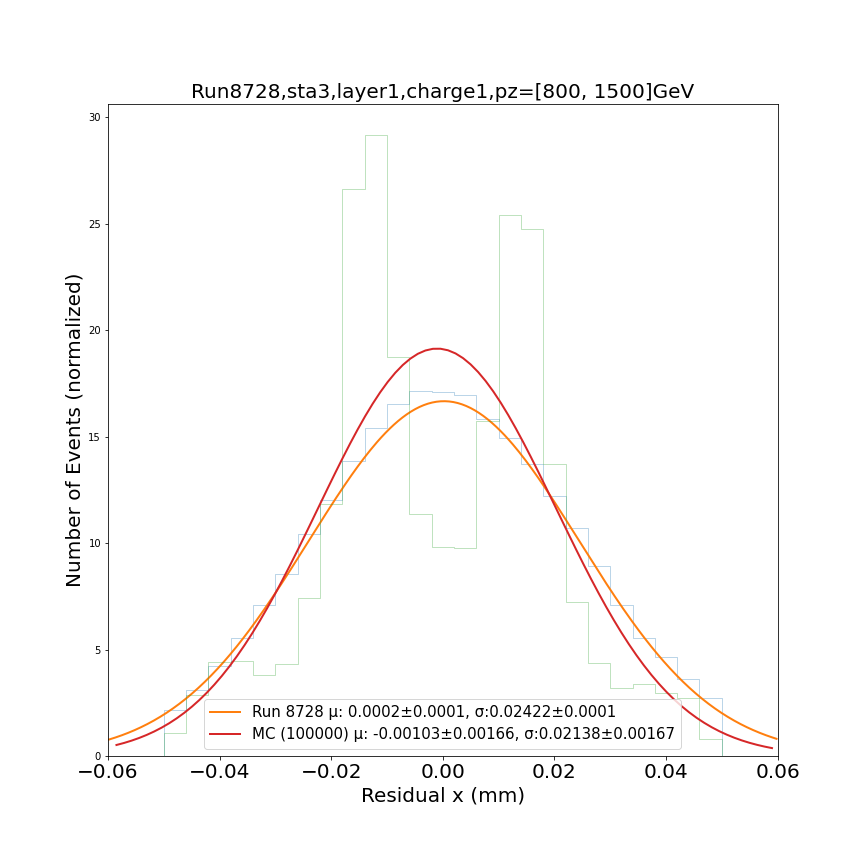 Run8728,sta3,layer1,charge1,pz=[800, 1500]GeV
30
25
20
15
10
5
0
Number of Events (normalized)
Run 8728 μ: 0.0002±0.0001, σ:0.02422±0.0001
MC (100000) μ: -0.00103±0.00166, σ:0.02138±0.00167
−0.06 −0.04 −0.02 0.00 0.02 0.04 0.06
Residual x (mm)